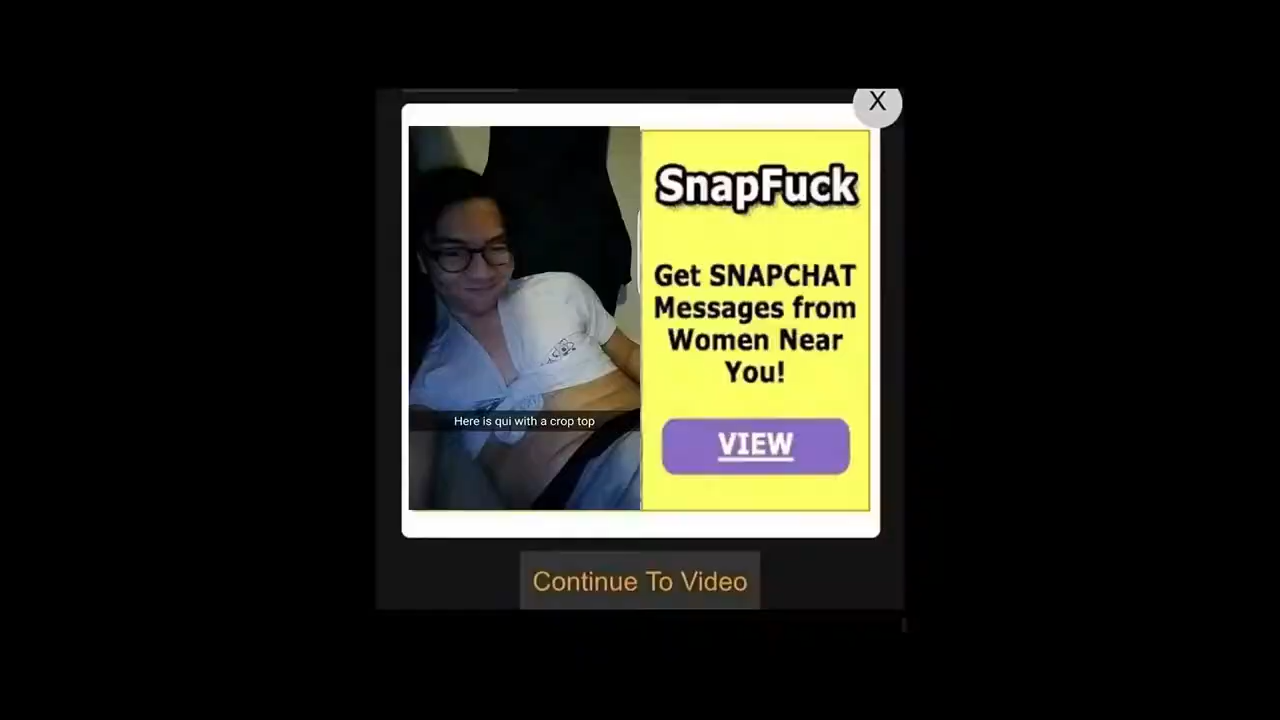 X
SnapFuck
Get SNAPCHAT
Messages from
Women Near
You!
VIEW
Here is qui with a crop top
Continue To Video